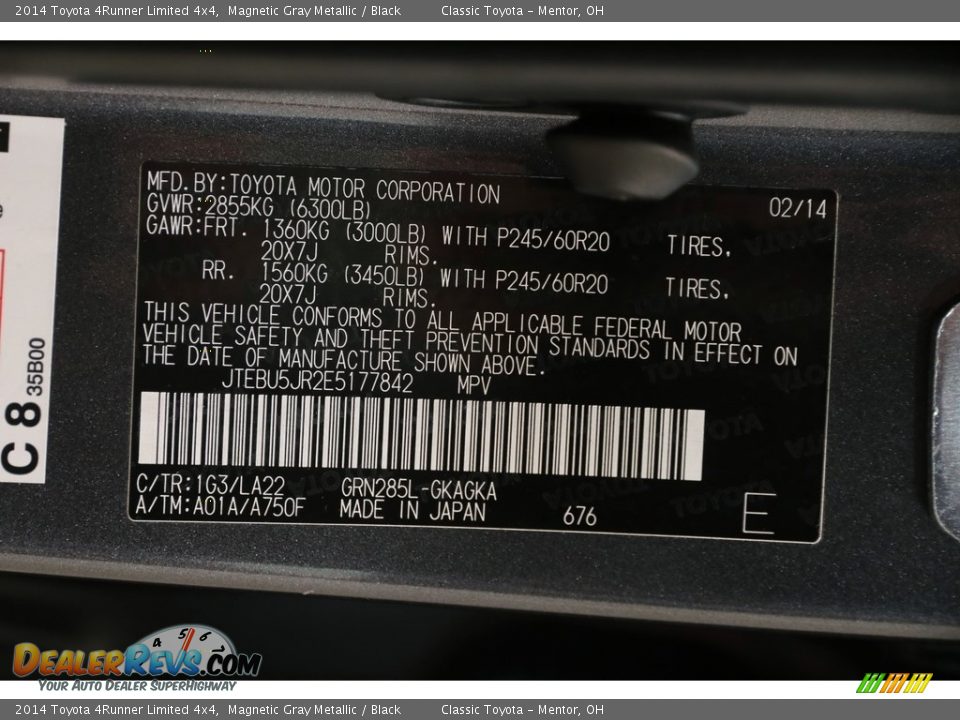 2014 Toyota 4Runner Limited 4x4,  Magnetic Gray Metallic / Black    Classic Toyota – Mentor, OH
MFD.BY:TOYOTA MOTOR CORPORATION    02/14
GVWR:2855KG (6300LB)
GAWR:FRT. 1360KG (3000LB) WITH P245/60R20    TIRES,
20X7J    RIMS.
RR. 1560KG (3450LB) WITH P245/60R20    TIRES,
20X7J    RIMS.
THIS VEHICLE CONFORMS TO ALL APPLICABLE FEDERAL MOTOR
VEHICLE SAFETY AND THEFT PREVENTION STANDARDS IN EFFECT ON
THE DATE OF MANUFACTURE SHOWN ABOVE.
JTEBU5JR2E5177842    MPV
C/TR:1G3/LA22    GRN285L-GKAGKA
A/TM:A01A/A750F    MADE IN JAPAN    676    E
C 8 35B00
4 5 6
DEALERREVS.COM
YOUR AUTO DEALER SUPERHIGHWAY
2014 Toyota 4Runner Limited 4x4,  Magnetic Gray Metallic / Black    Classic Toyota – Mentor, OH